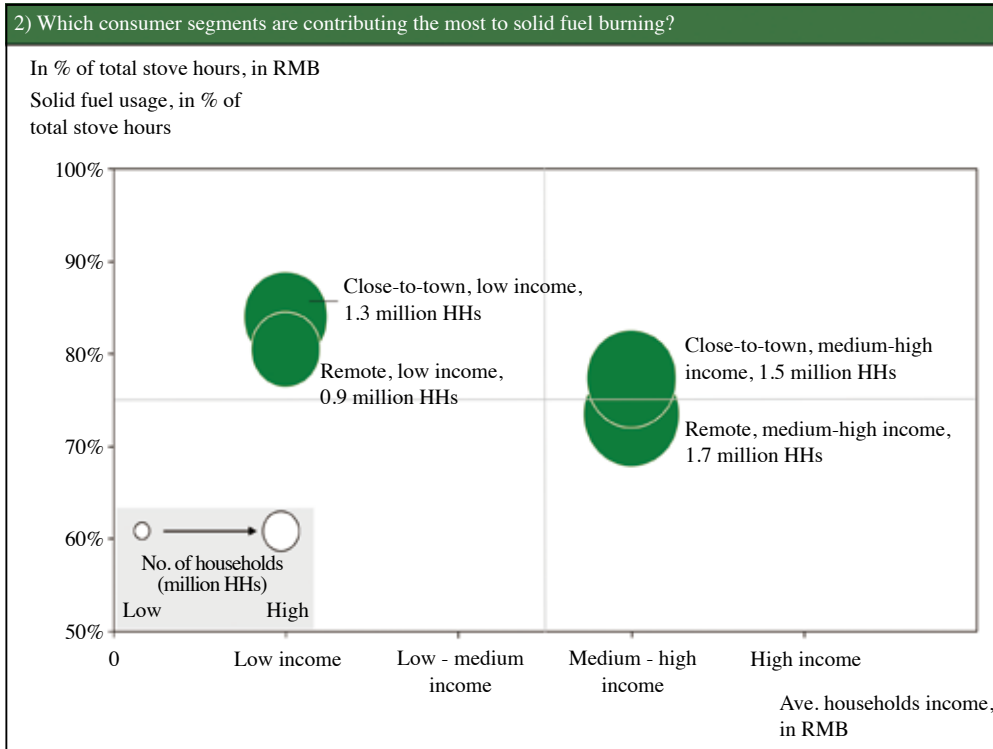 2) Which consumer segments are contributing the most to solid fuel burning?
In % of total stove hours, in RMB
Solid fuel usage, in % of
total stove hours
100%
90%
80%
70%
60%
50%
Close-to-town, low income,
1.3 million HHs
Remote, low income,
0.9 million HHs
Close-to-town, medium-high
income, 1.5 million HHs
Remote, medium-high income,
1.7 million HHs
No. of households
(million HHs)
Low
High
0
Low income
Low - medium
income
Medium - high
income
High income
Ave. households income,
in RMB